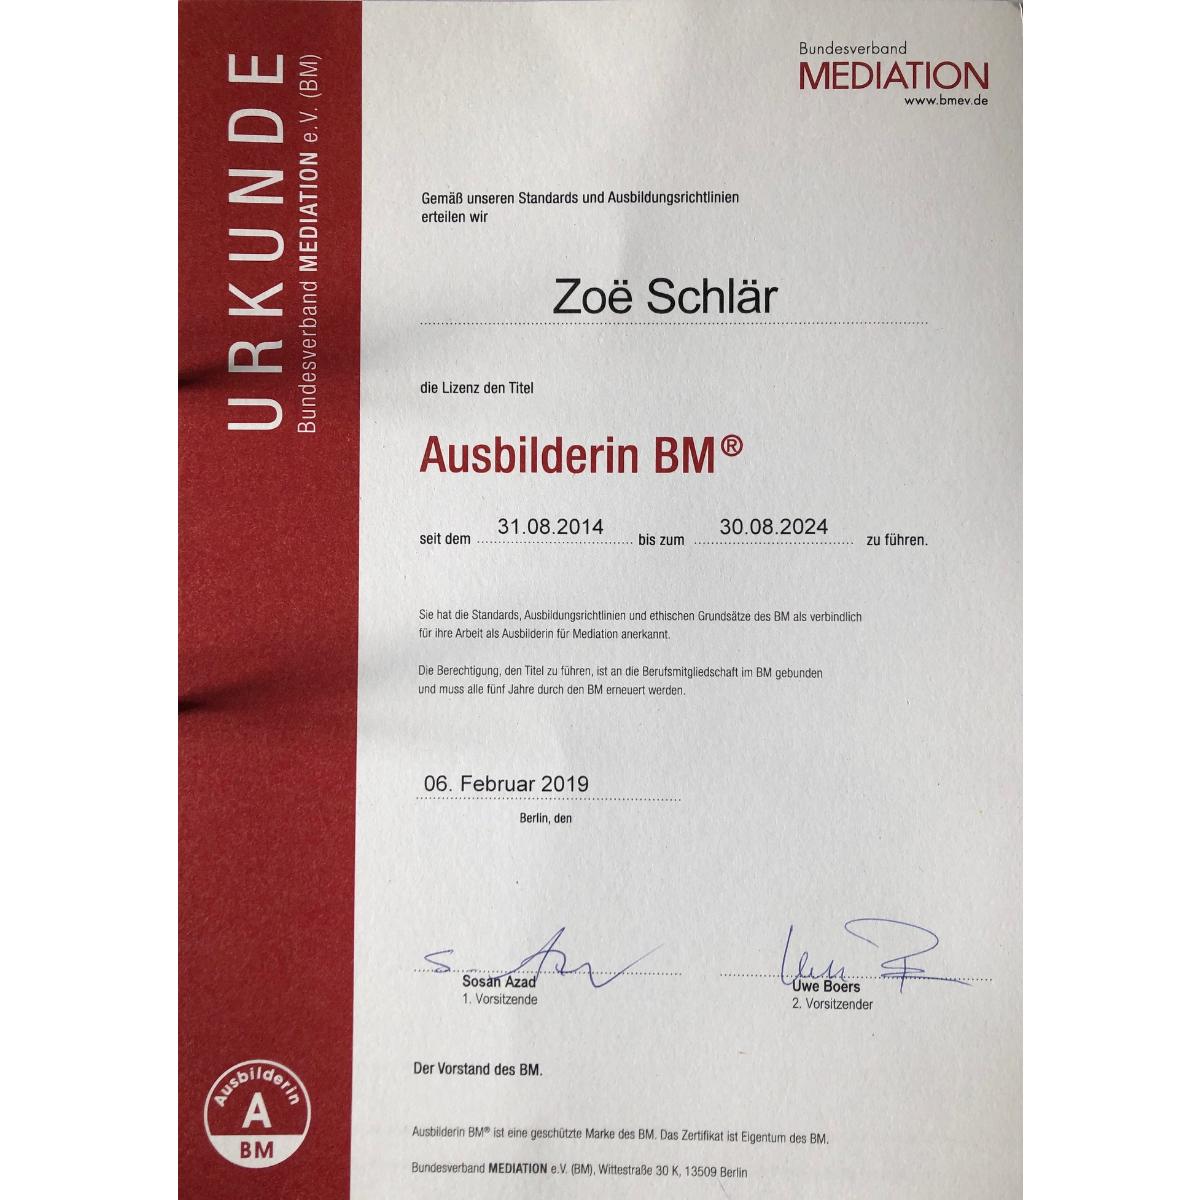 URKUNDE
Bundesverband MEDIATION e.V. (BM)
Bundesverband
MEDIATION
www.bmev.de
Gemäß unseren Standards und Ausbildungsrichtlinien
erteilen wir
Zoë Schlär
die Lizenz den Titel
Ausbilderin BM®
seit dem 31.08.2014 bis zum 30.08.2024 zu führen.
Sie hat die Standards, Ausbildungsrichtlinien und ethischen Grundsätze des BM als verbindlich
für ihre Arbeit als Ausbilderin für Mediation anerkannt.
Die Berechtigung, den Titel zu führen, ist an die Berufsmitgliedschaft im BM gebunden
und muss alle fünf Jahre durch den BM erneuert werden.
06. Februar 2019
Berlin, den
Sosan Azad
1. Vorsitzende
Uwe Boers
2. Vorsitzender
Der Vorstand des BM.
Ausbilderin
A
BM
Ausbilderin BM® ist eine geschützte Marke des BM. Das Zertifikat ist Eigentum des BM.
Bundesverband MEDIATION e.V. (BM), Wittestraße 30 K, 13509 Berlin